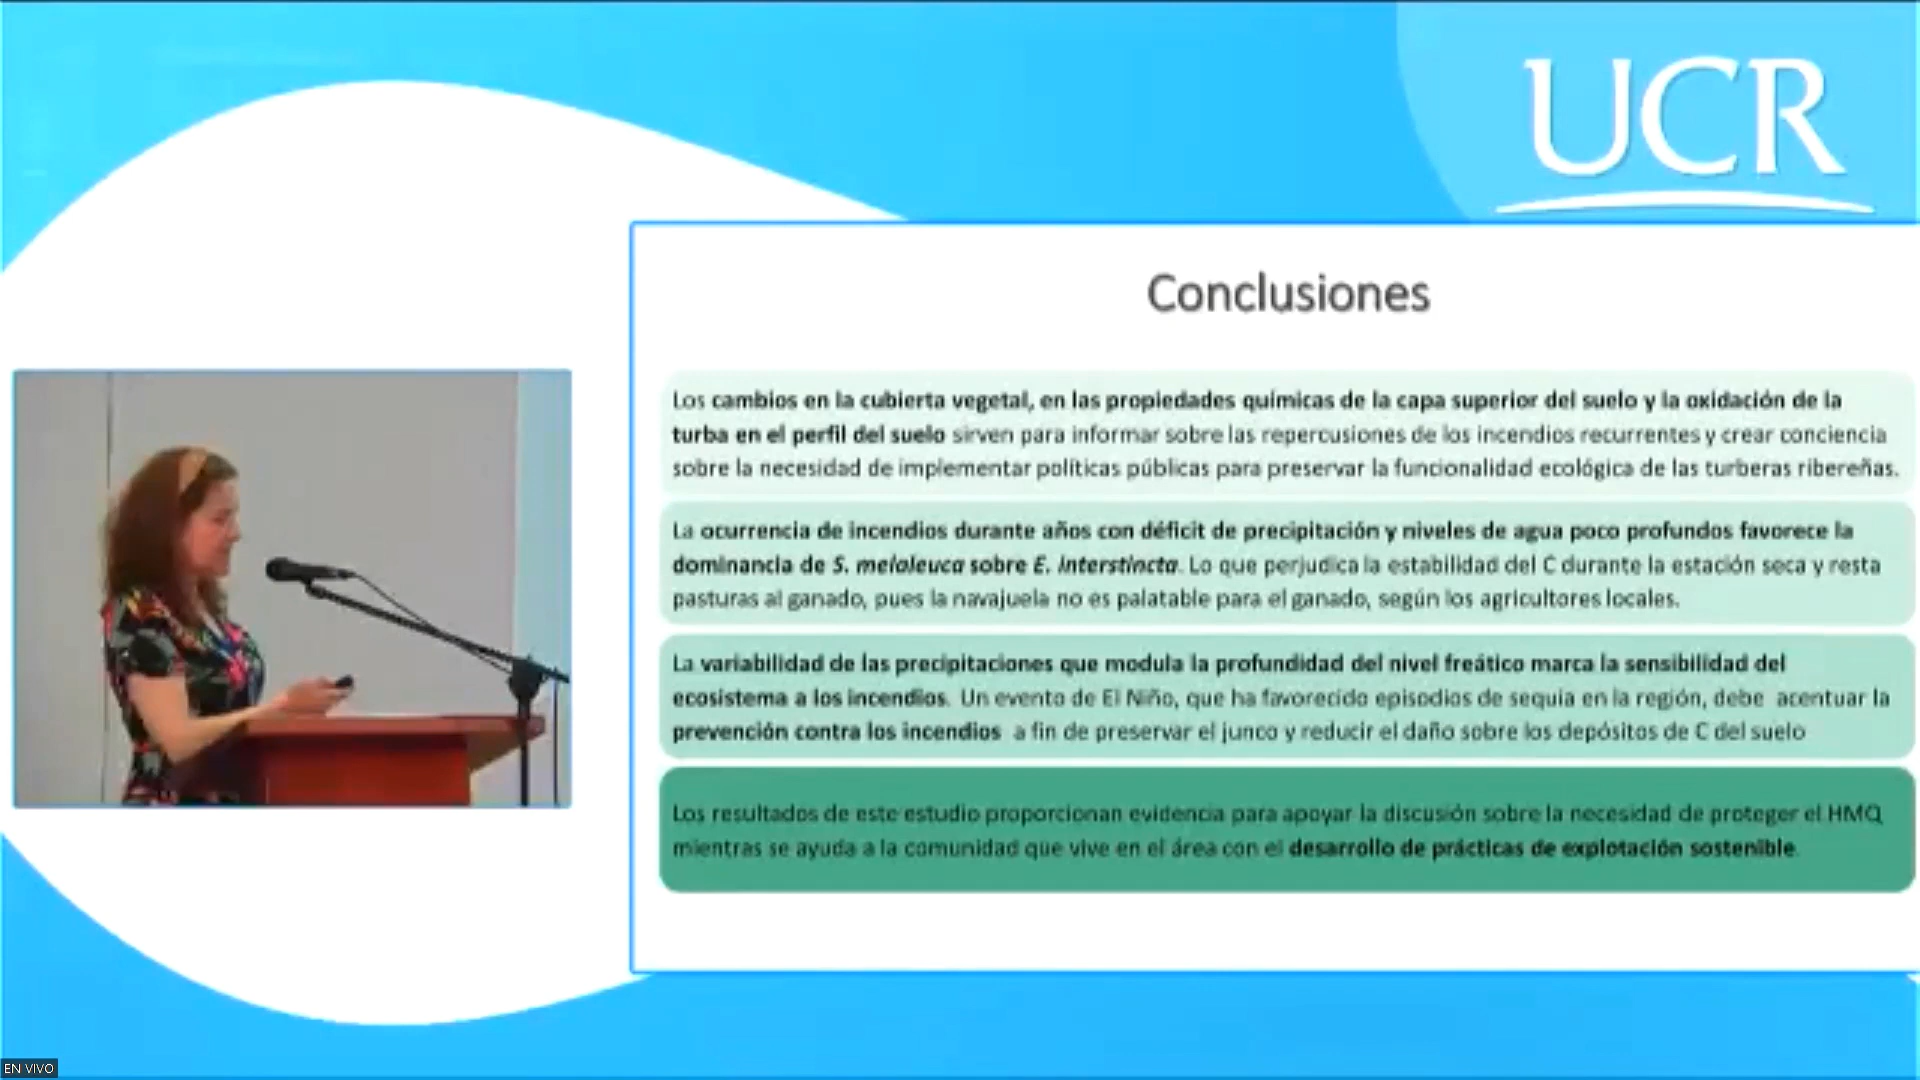 UCR
Conclusiones
Los cambios en la cubierta vegetal, en las propiedades químicas de la capa superior del suelo y la oxidación de la
turba en el perfil del suelo sirven para informar sobre las repercusiones de los incendios recurrentes y crear conciencia
sobre la necesidad de implementar políticas públicas para preservar la funcionalidad ecológica de las turberas ribereñas.
La ocurrencia de incendios durante años con déficit de precipitación y niveles de agua poco profundos favorece la
dominancia de S. melaleuca sobre E. interstincta. Lo que perjudica la estabilidad del C durante la estación seca y resta
pasturas al ganado, pues la navajuela no es palatable para el ganado, según los agricultores locales.
La variabilidad de las precipitaciones que modula la profundidad del nivel freático marca la sensibilidad del
ecosistema a los incendios. Un evento de El Niño, que ha favorecido episodios de sequia en la región, debe acentuar la
prevención contra los incendios a fin de preservar el junco y reducir el daño sobre los depósitos de C del suelo
Los resultados de este estudio proporcionan evidencia para apoyar la discusión sobre la necesidad de proteger el HMQ
mientras se ayuda a la comunidad que vive en el área con el desarrollo de prácticas de explotación sostenible.
EN VIVO